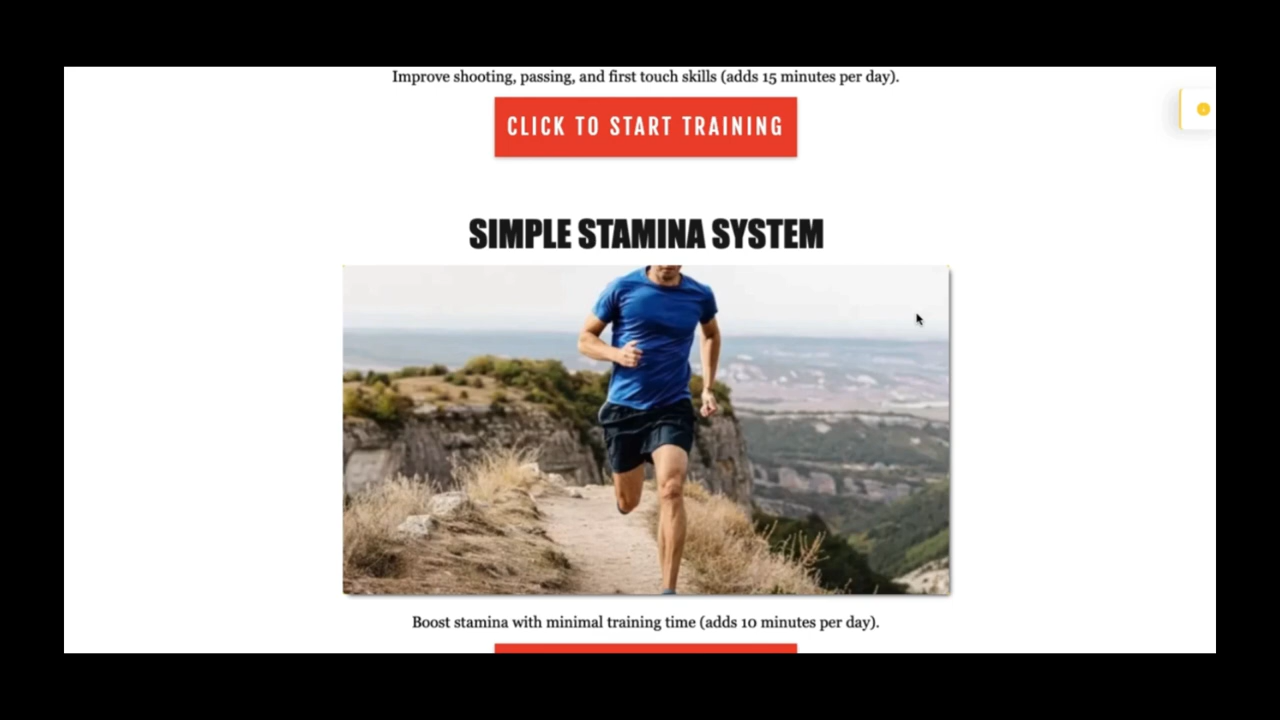 Improve shooting, passing, and first touch skills (adds 15 minutes per day).
CLICK TO START TRAINING
SIMPLE STAMINA SYSTEM
Boost stamina with minimal training time (adds 10 minutes per day).